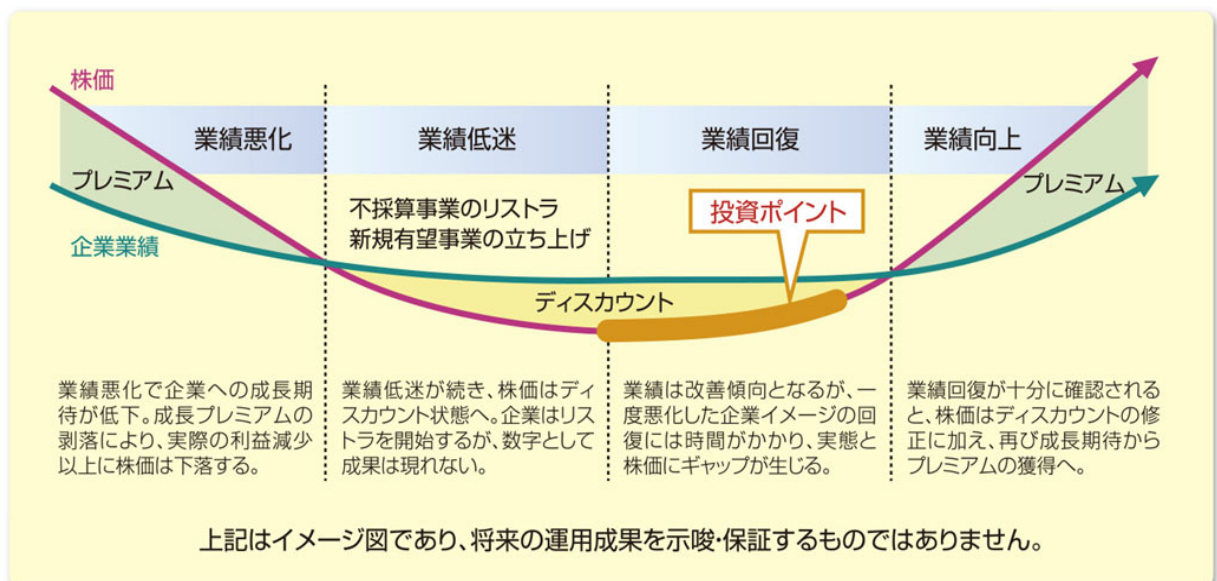 株価
業績悪化
業績低迷
業績回復
業績向上
プレミアム
プレミアム
企業業績
不採算事業のリストラ
新規有望事業の立ち上げ
投資ポイント
ディスカウント
業績悪化で企業への成長期
待が低下。成長プレミアムの
剥落により、実際の利益減少
以上に株価は下落する。
業績低迷が続き、株価はディ
スカウント状態へ。企業はリス
トラを開始するが、数字として
成果は現れない。
業績は改善傾向となるが、一
度悪化した企業イメージの回
復には時間がかかり、実態と
株価にギャップが生じる。
業績回復が十分に確認される
と、株価はディスカウントの修
正に加え、再び成長期待から
プレミアムの獲得へ。
上記はイメージ図であり、将来の運用成果を示唆・保証するものではありません。